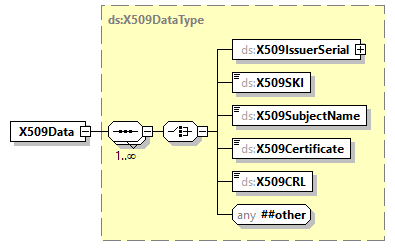 ds:X509DataType
ds:X509IssuerSerial
ds:X509SKI
ds:X509SubjectName
X509Data
1..∞
ds:X509Certificate
ds:X509CRL
any ##other